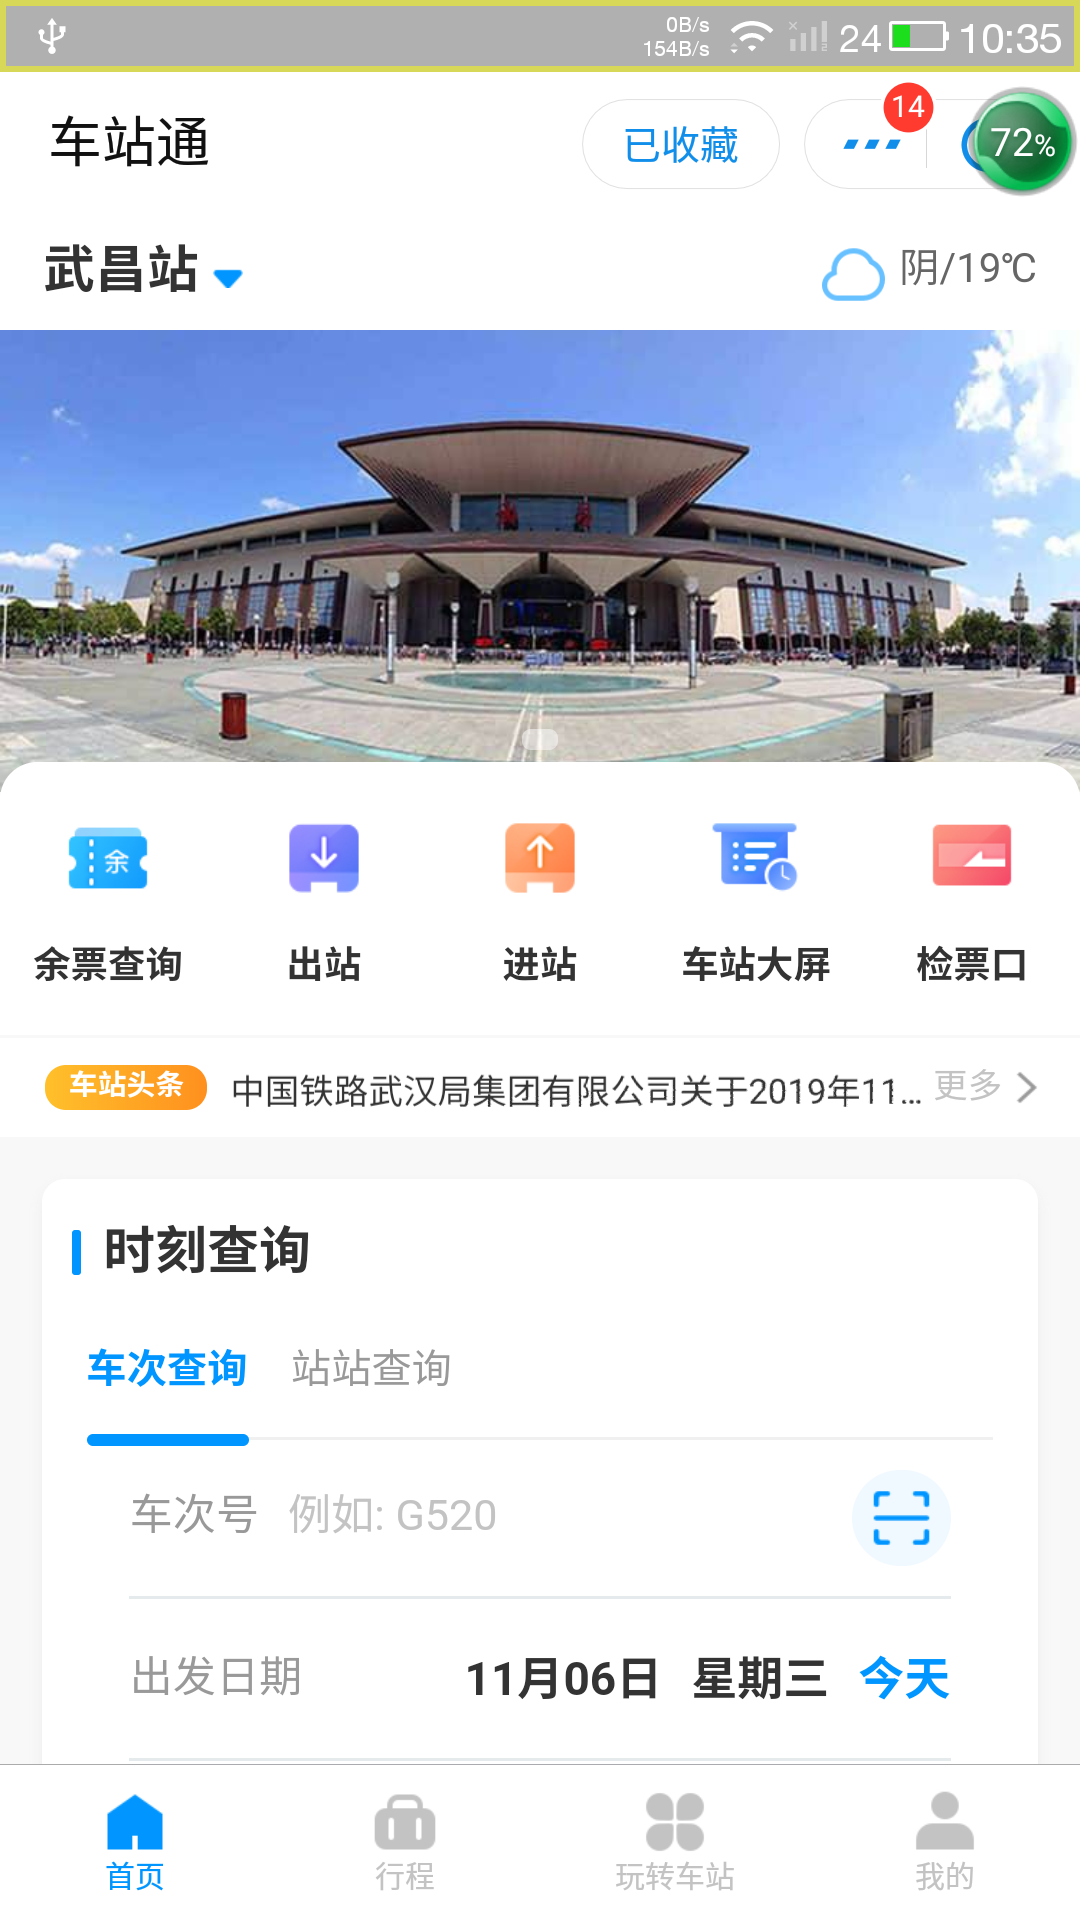 0B/s
154B/s
24
10:35
车站通
已收藏
14
72%
武昌站
阴/19℃
余
余票查询
出站
进站
车站大屏
检票口
车站头条
中国铁路武汉局集团有限公司关于2019年11...
更多
时刻查询
车次查询
站站查询
车次号
例如: G520
出发日期
11月06日 星期三 今天
首页
行程
玩转车站
我的